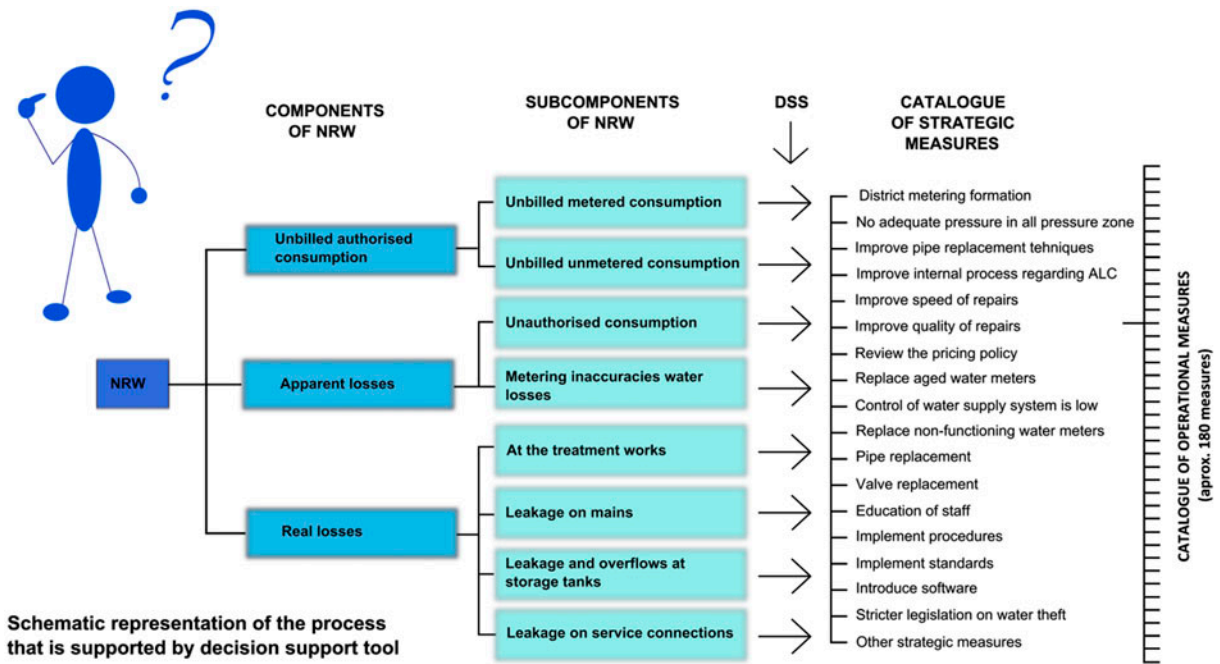 ?
COMPONENTS
OF NRW
SUBCOMPONENTS
OF NRW
DSS
CATALOGUE
OF STRATEGIC
MEASURES
NRW
Unbilled authorised
consumption
Apparent losses
Real losses
Unbilled metered consumption
Unbilled unmetered consumption
Unauthorised consumption
Metering inaccuracies water
losses
At the treatment works
Leakage on mains
Leakage and overflows at
storage tanks
Leakage on service connections
District metering formation
No adequate pressure in all pressure zone
Improve pipe replacement tehniques
Improve internal process regarding ALC
Improve speed of repairs
Improve quality of repairs
Review the pricing policy
Replace aged water meters
Control of water supply system is low
Replace non-functioning water meters
Pipe replacement
Valve replacement
Education of staff
Implement procedures
Implement standards
Introduce software
Stricter legislation on water theft
Other strategic measures
CATALOGUE OF OPERATIONAL MEASURES
(aprox. 180 measures)
Schematic representation of the process
that is supported by decision support tool